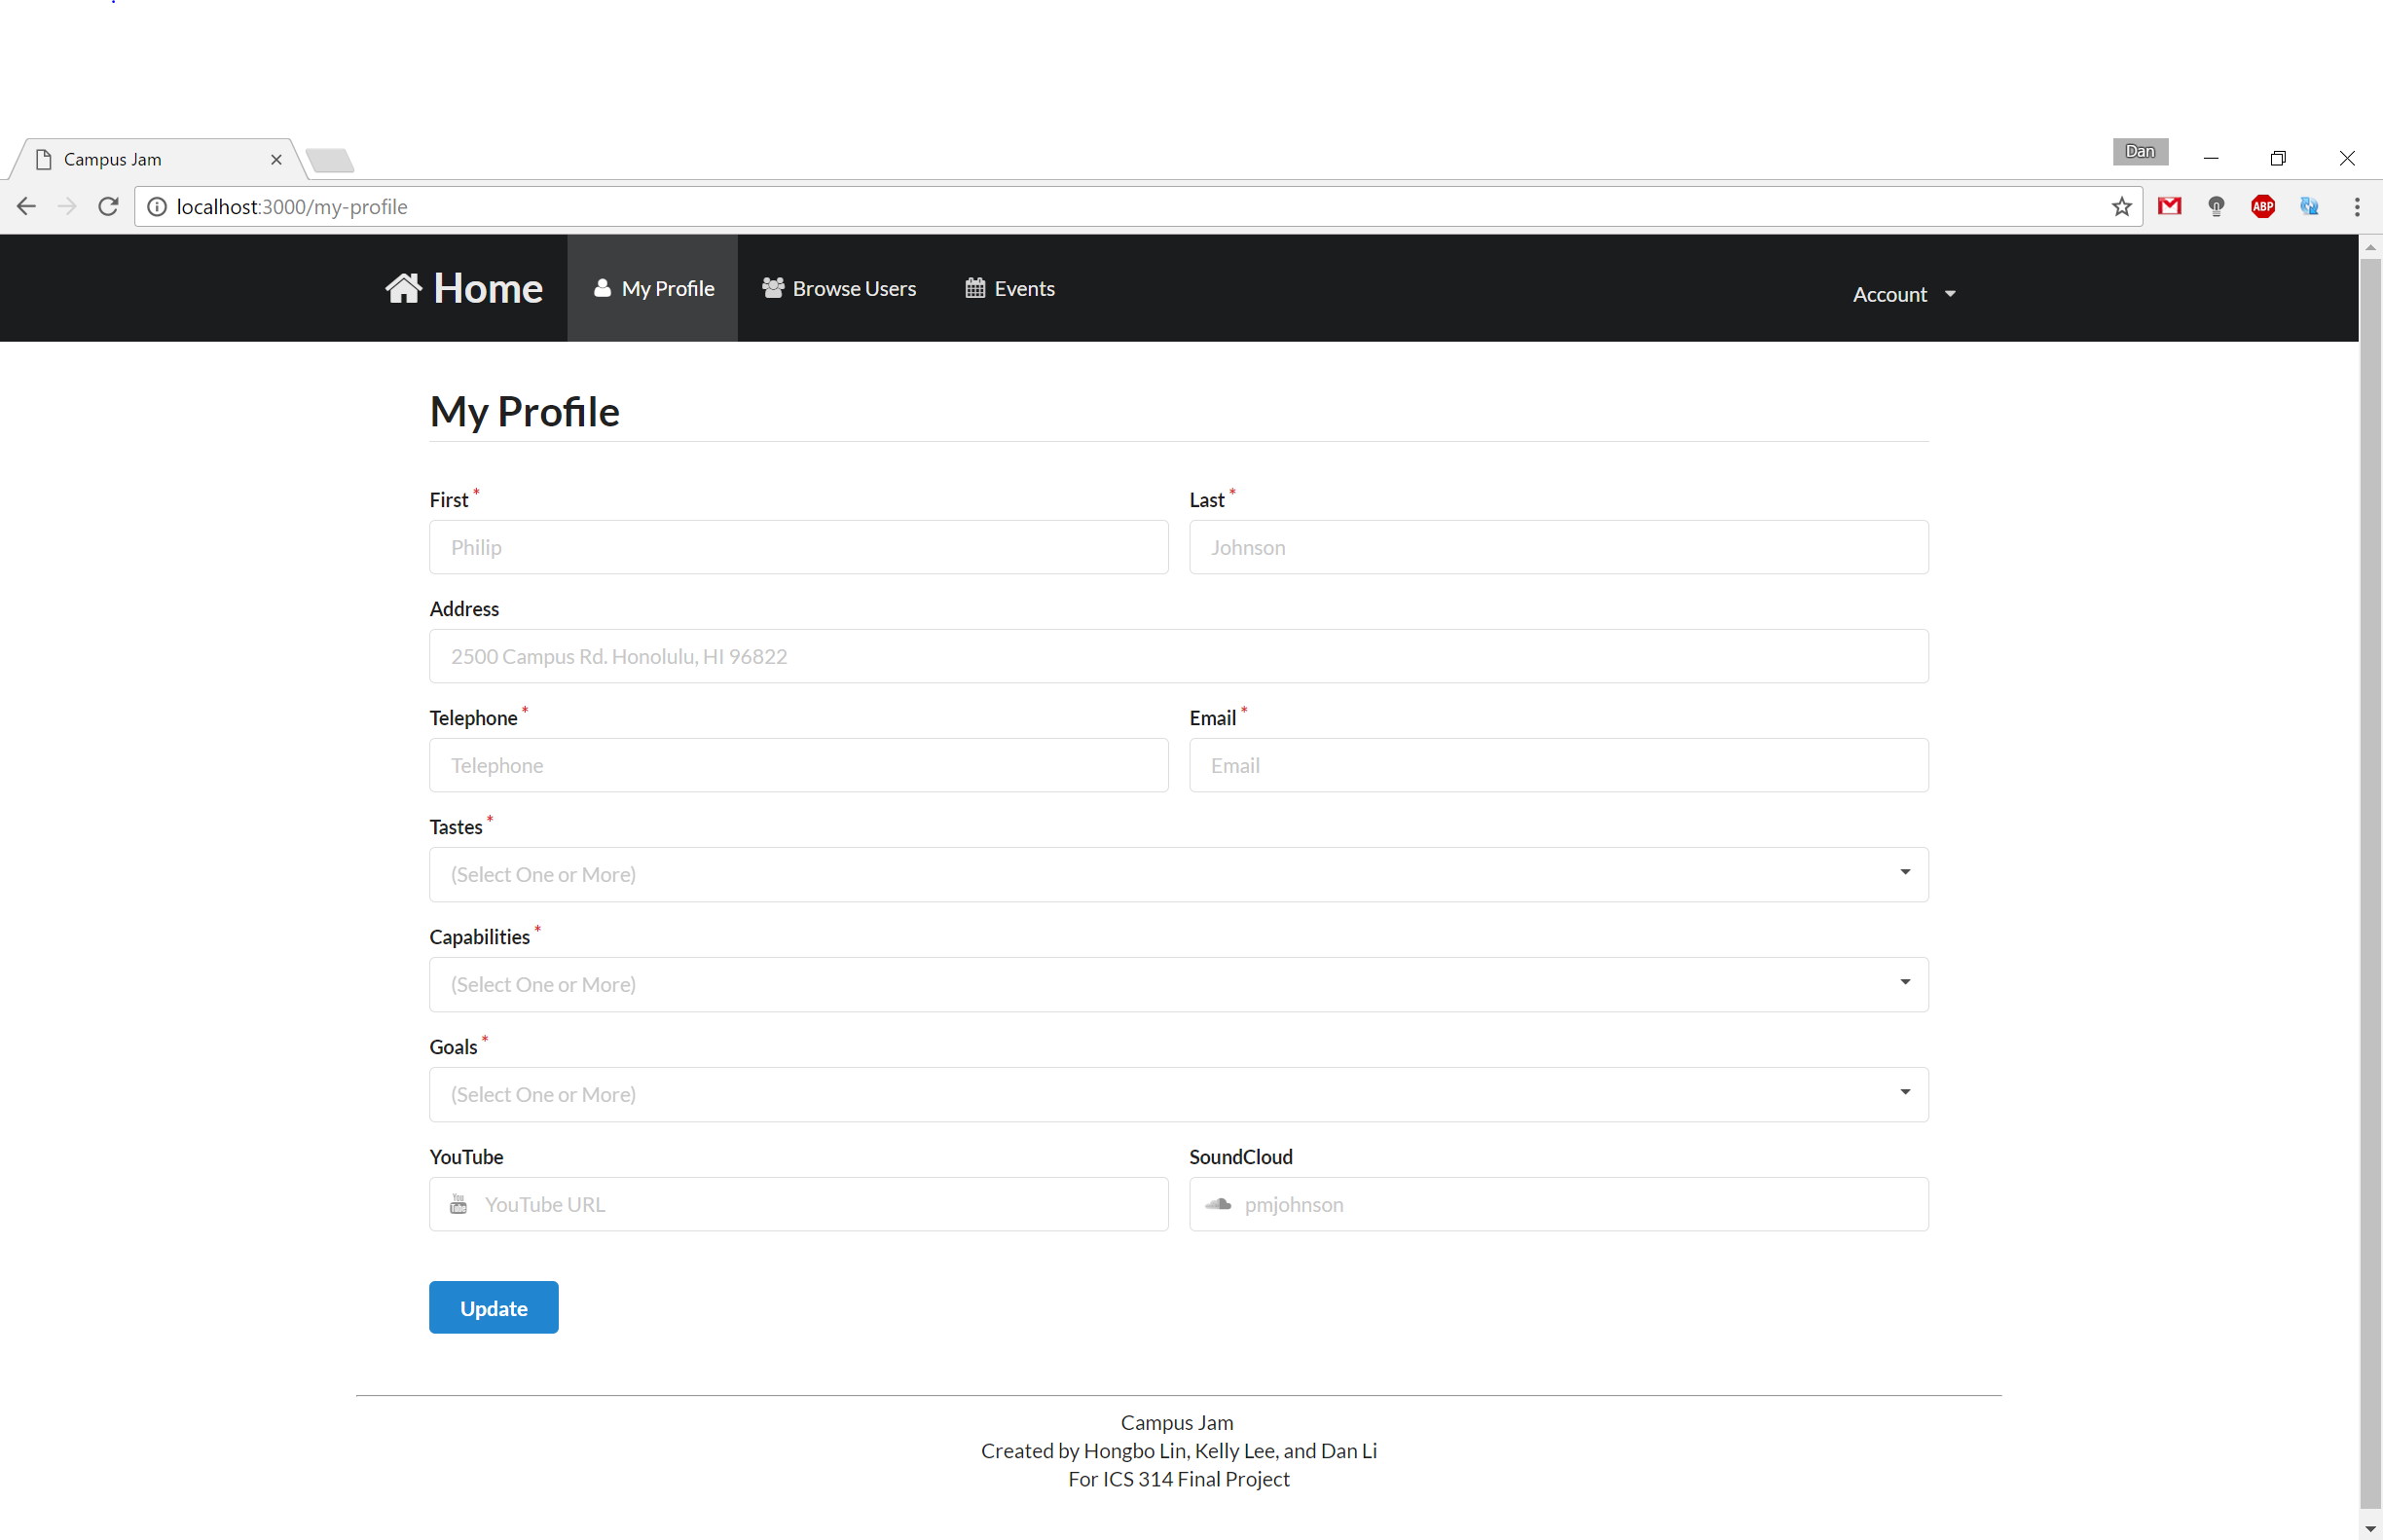 Campus Jam
Dan
localhost:3000/my-profile
ABP
Home My Profile Browse Users Events Account
My Profile
First * Last *
Philip Johnson
Address
2500 Campus Rd. Honolulu, HI 96822
Telephone * Email *
Telephone Email
Tastes *
(Select One or More)
Capabilities *
(Select One or More)
Goals *
(Select One or More)
YouTube SoundCloud
You Tube YouTube URL pmjohnson
Update
Campus Jam
Created by Hongbo Lin, Kelly Lee, and Dan Li
For ICS 314 Final Project